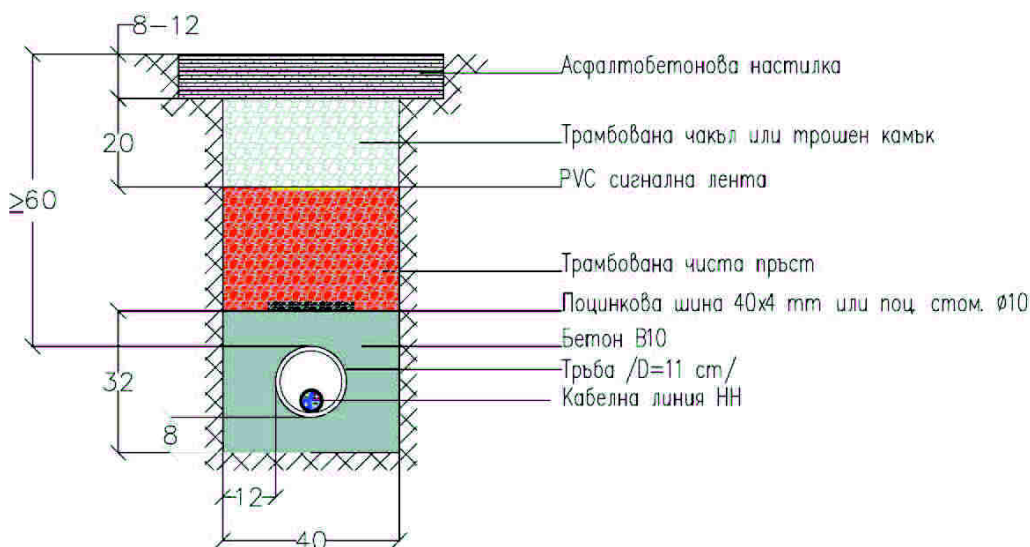 8-12
Асфалтобетонова настилка
20
Трамбована чакъл или трошен камък
PVC сигнална лента
≥60
Трамбована чиста пръст
Поцинкова шина 40x4 mm или поц. стом. ø10
Бетон В10
Тръба /D=11 cm/
32
Кабелна линия НН
8
12
40